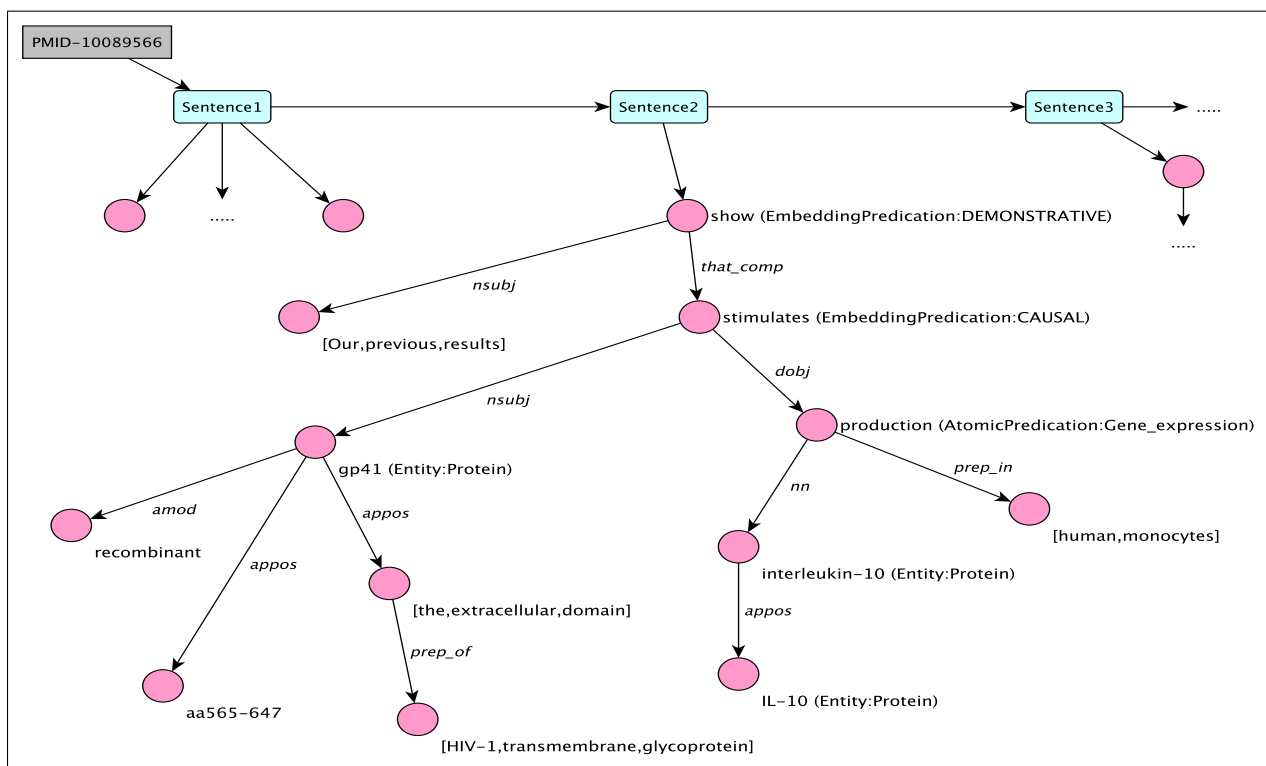 PMID-10089566
Sentence1
Sentence2
Sentence3
.....
.....
show (EmbeddingPredication:DEMONSTRATIVE)
.....
that_comp
nsubj
stimulates (EmbeddingPredication:CAUSAL)
[Our,previous,results]
dobj
nsubj
production (AtomicPredication:Gene_expression)
gp41 (Entity:Protein)
prep_in
nn
amod
appos
[human,monocytes]
recombinant
appos
interleukin-10 (Entity:Protein)
[the,extracellular,domain]
appos
prep_of
IL-10 (Entity:Protein)
aa565-647
[HIV-1,transmembrane,glycoprotein]